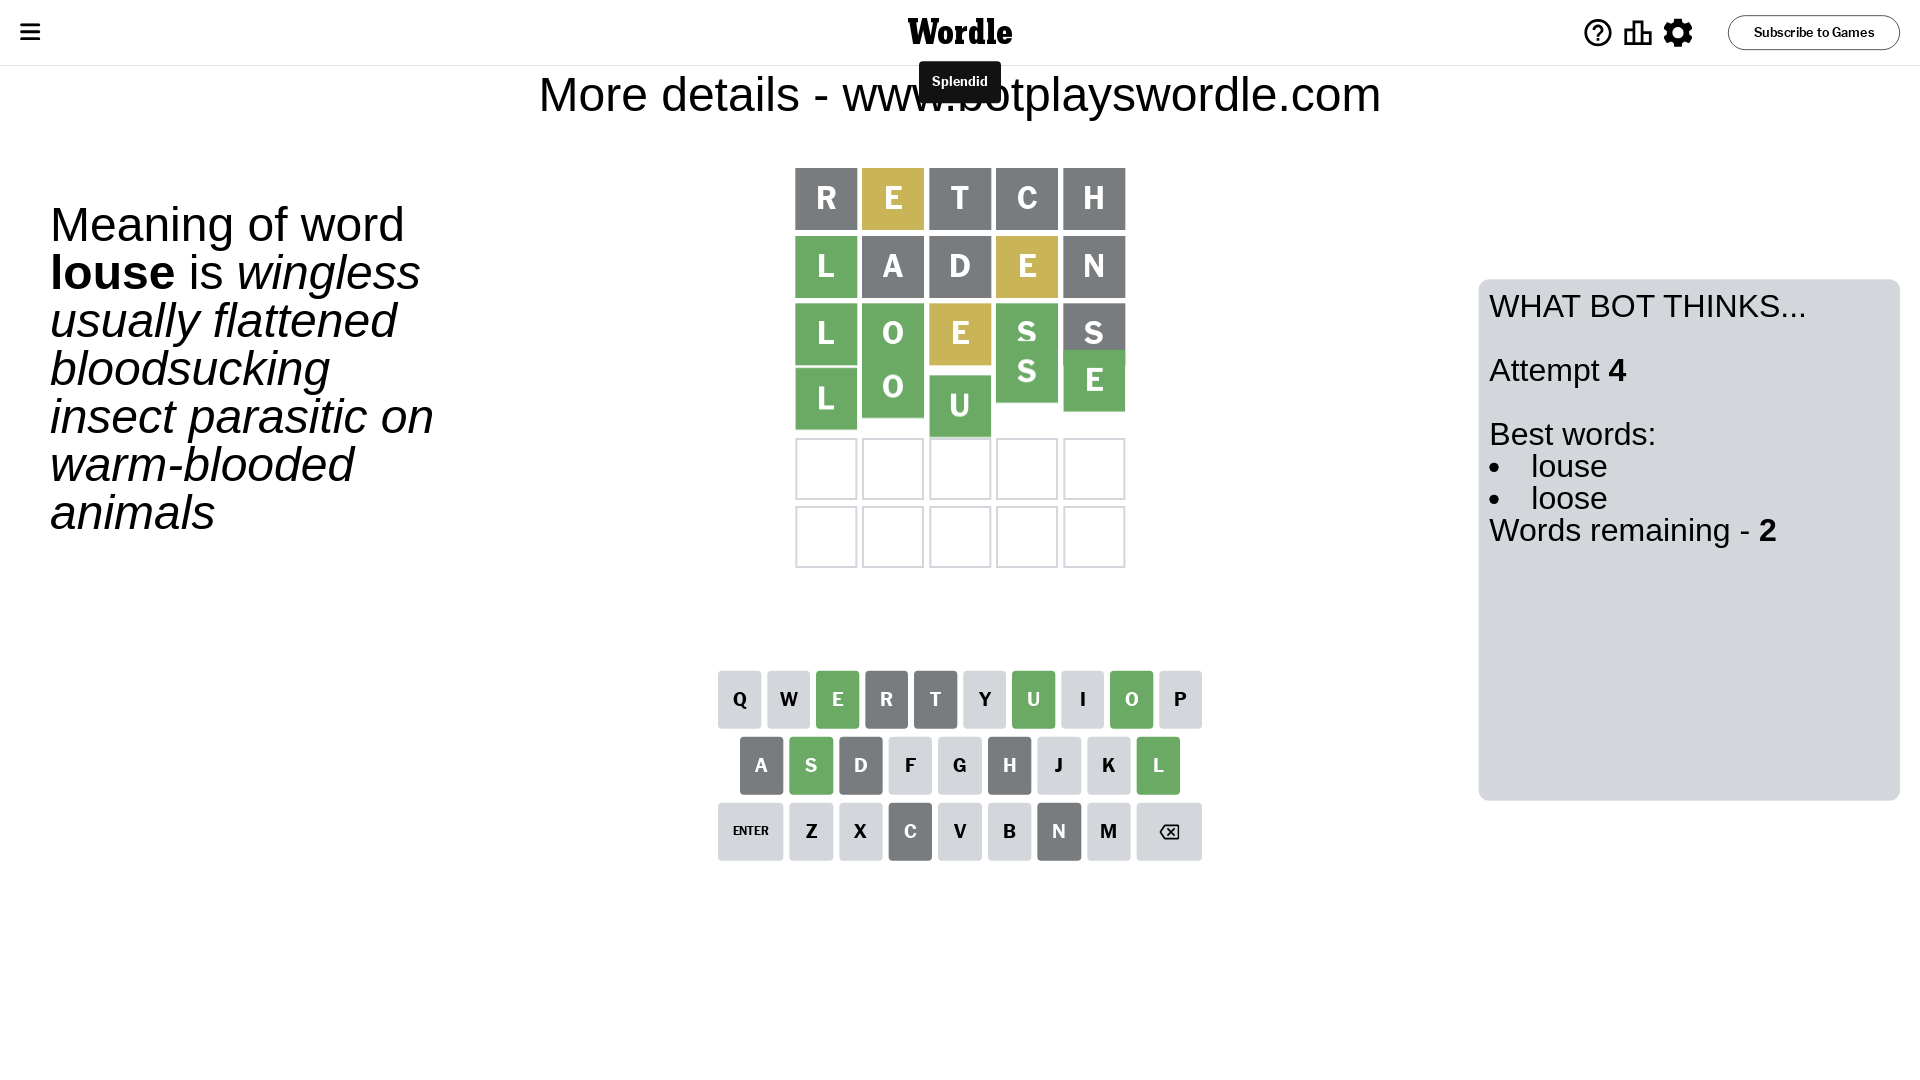 Wordle
Subscribe to Games
Splendid
More details - www.botplayswordle.com
Meaning of word
louse is wingless
usually flattened
bloodsucking
insect parasitic on
warm-blooded
animals
R E T C H
L A D E N
L O E S S
L O U S E
WHAT BOT THINKS...
Attempt 4
Best words:
• louse
• loose
Words remaining - 2
Q W E R T Y U I O P
A S D F G H J K L
ENTER Z X C V B N M